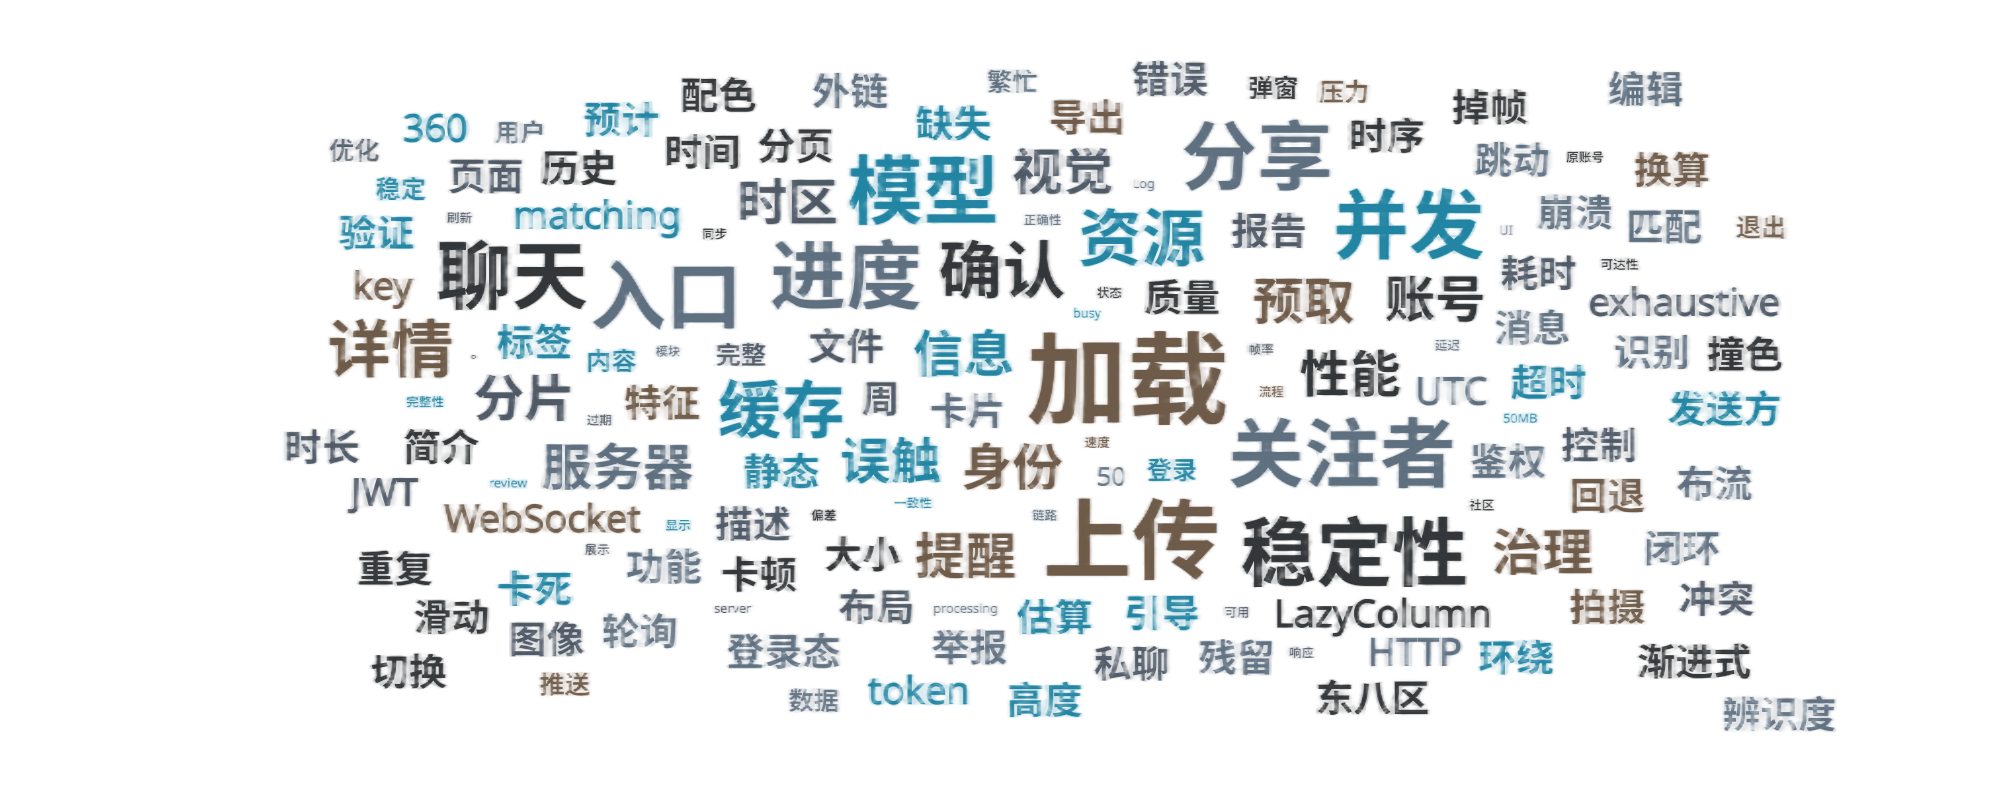 配色
外链
繁忙
错误
弹窗
压力
编辑
360
用户
预计
缺失
导出
掉帧
优化
页面
历史
时间
分页
模型
视觉
分享
时序
跳动
原账号
换算
稳定
刷新
matching
时区
Log
正确性
资源
报告
并发
UI
崩溃
匹配
退出
验证
同步
聊天
入口
进度
确认
key
状态
质量
预取
账号
耗时
可达性
exhaustive
busy
详情
标签
内容
模块
完整
文件
信息
加载
帧率
性能
延迟
消息
识别
撞色
。
分片
特征
缓存
周
卡片
流程
UTC
超时
发送方
完整性
过期
50MB
时长
简介
服务器
静态
误触
身份
速度
50
登录
关注者
鉴权
控制
布流
JWT
review
一致性
回退
WebSocket
显示
描述
偏差
链路
上传
稳定性
社区
治理
闭环
重复
展示
功能
卡顿
大小
提醒
卡死
滑动
图像
轮询
server
布局
processing
估算
引导
可用
LazyColumn
拍摄
冲突
切换
推送
登录态
举报
私聊
残留
响应
HTTP
环绕
渐进式
数据
token
高度
东八区
辨识度